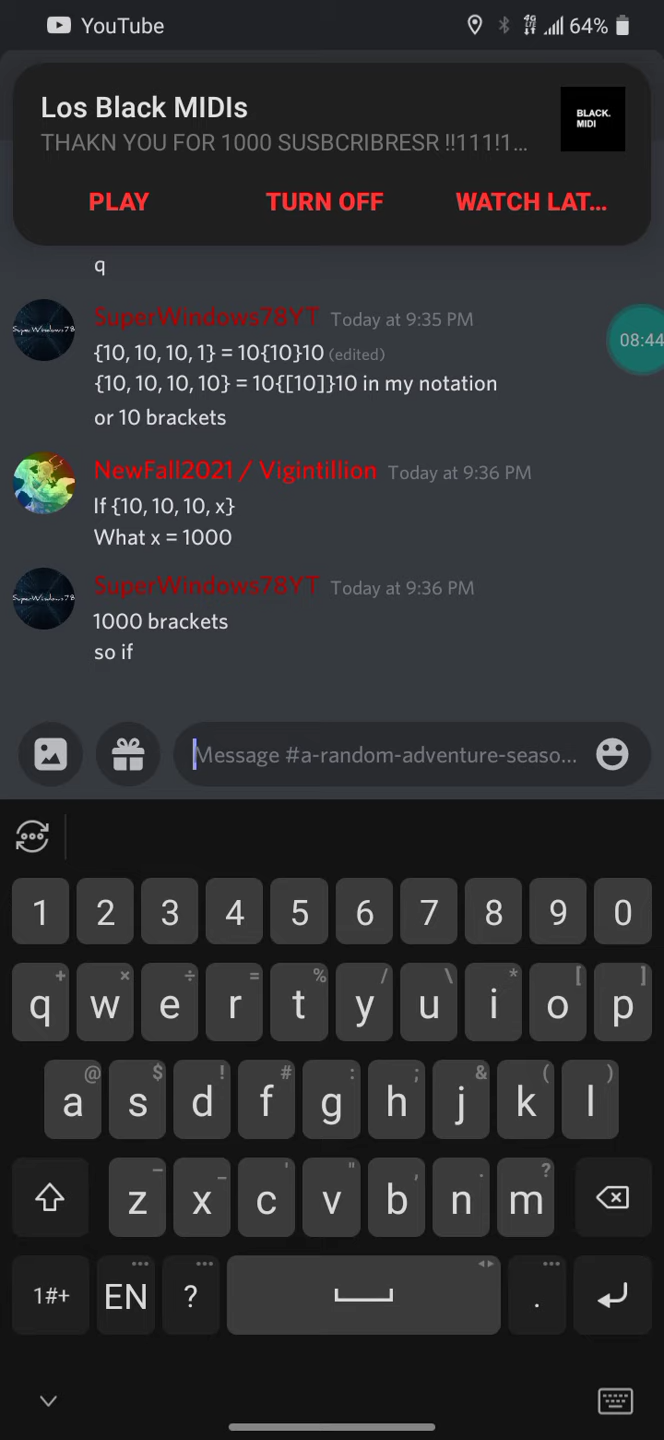 YouTube
4G LTE 64%
Los Black MIDIs
BLACK.
MIDI
THAKN YOU FOR 1000 SUSBCRIBRESR !!111!1...
PLAY TURN OFF WATCH LAT...
q
SuperWindows78YT Today at 9:35 PM
SuperWindows78
{10, 10, 10, 1} = 10{10}10 (edited)
{10, 10, 10, 10} = 10{[10]}10 in my notation
or 10 brackets
08:44
NewFall2021 / Vigintillion Today at 9:36 PM
If {10, 10, 10, x}
What x = 1000
SuperWindows78YT Today at 9:36 PM
SuperWindows78
1000 brackets
so if
Message #a-random-adventure-seaso...
1 2 3 4 5 6 7 8 9 0
+ × ÷ = % / \ * [ ]
q w e r t y u i o p
@ $ ! # : ; & ( )
a s d f g h j k l
– _ ' " , . ?
z x c v b n m
1#+ EN ? .